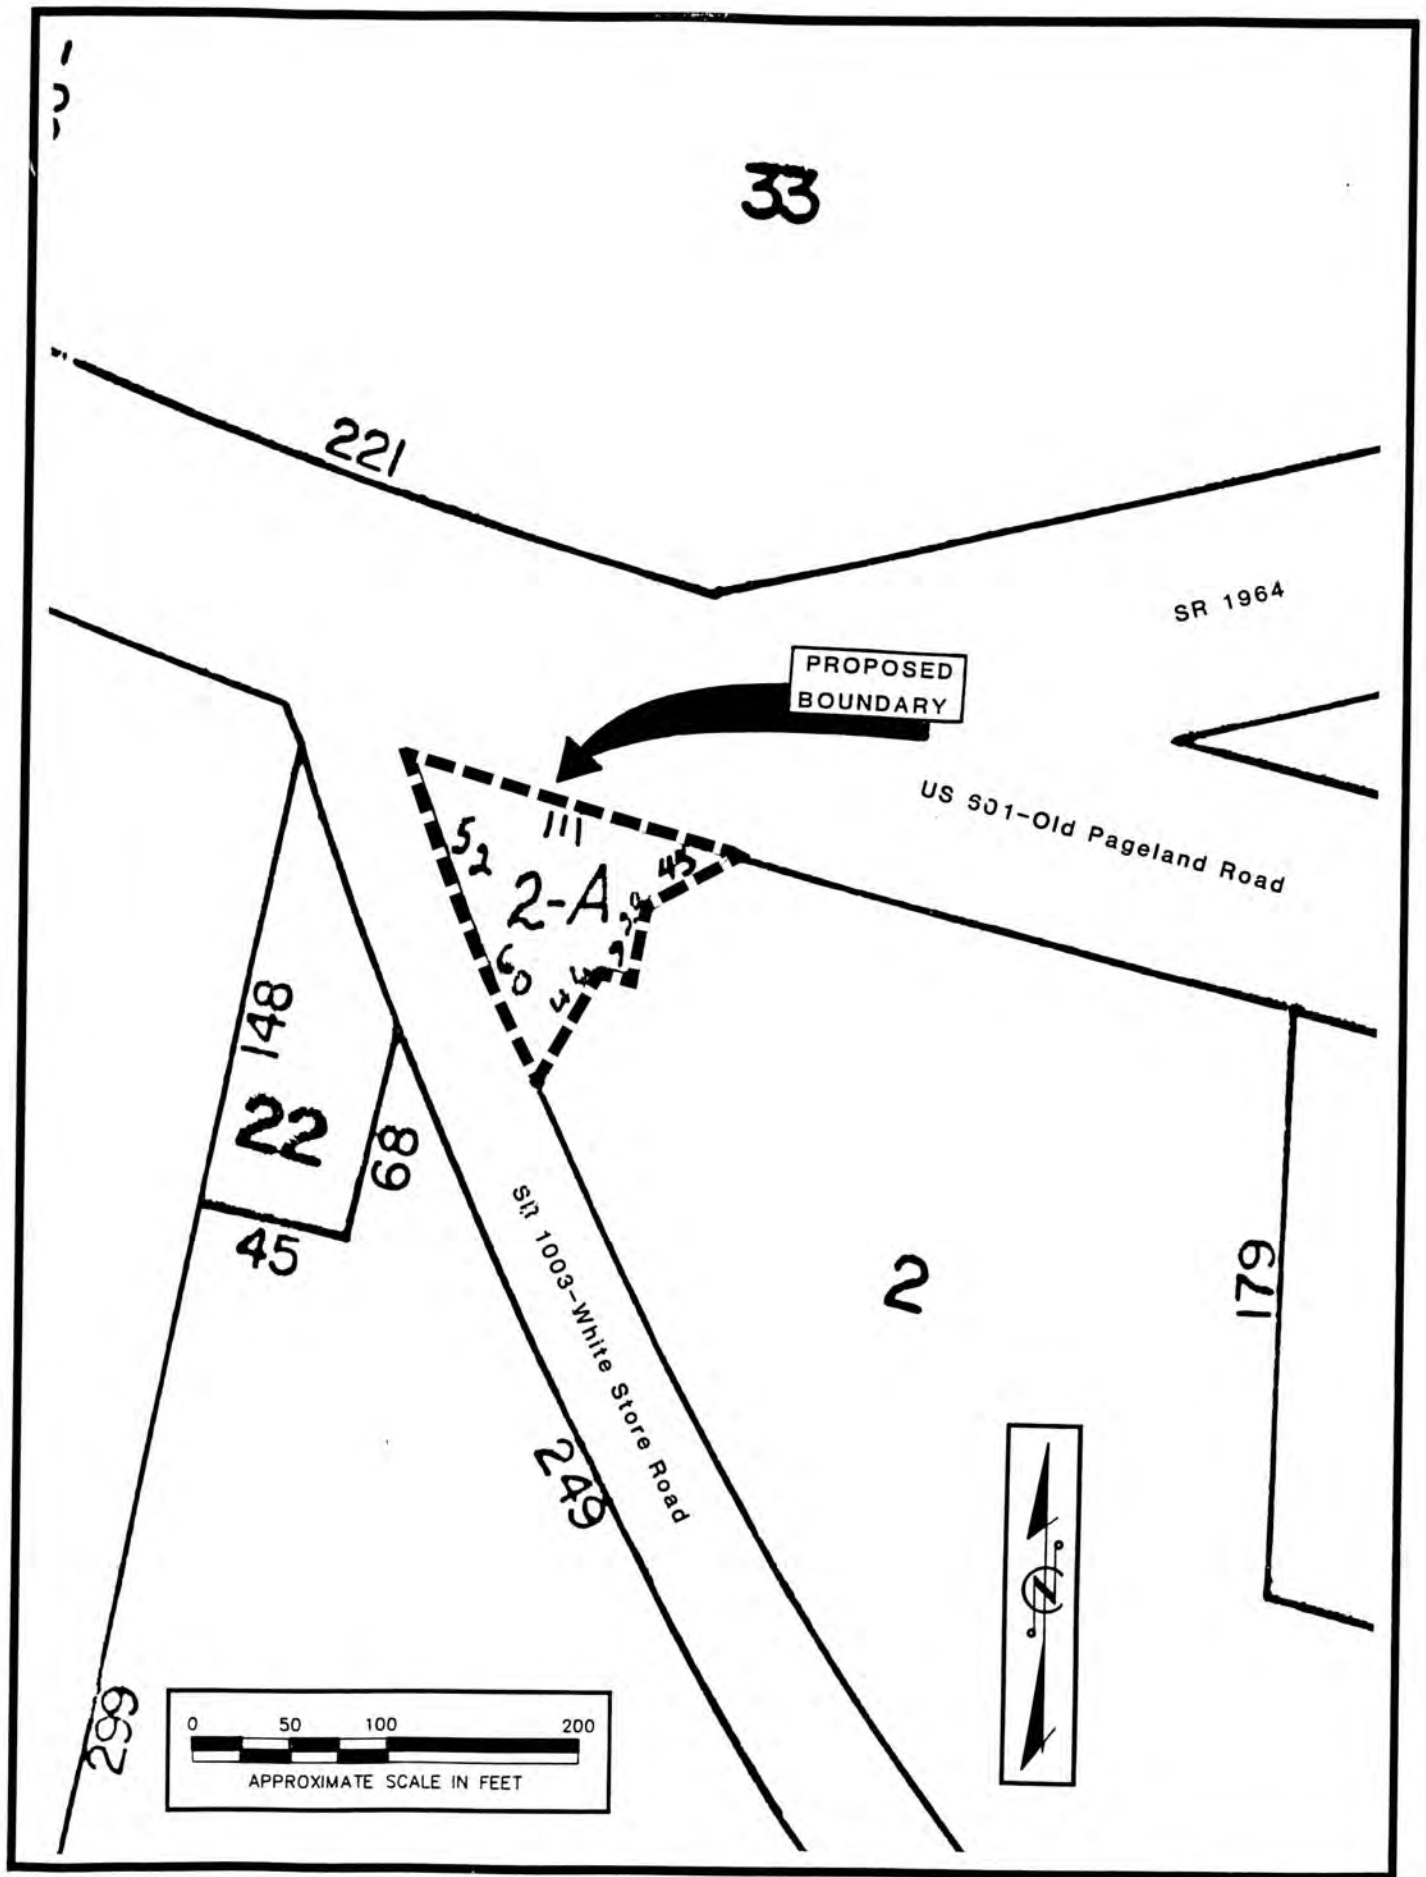 33
221
SR 1964
PROPOSED
BOUNDARY
US 601-Old Pageland Road
111
52
45
2-A
60
148
22
68
45
SR 1003-White Store Road
2
179
249
299
N
0 50 100 200
APPROXIMATE SCALE IN FEET